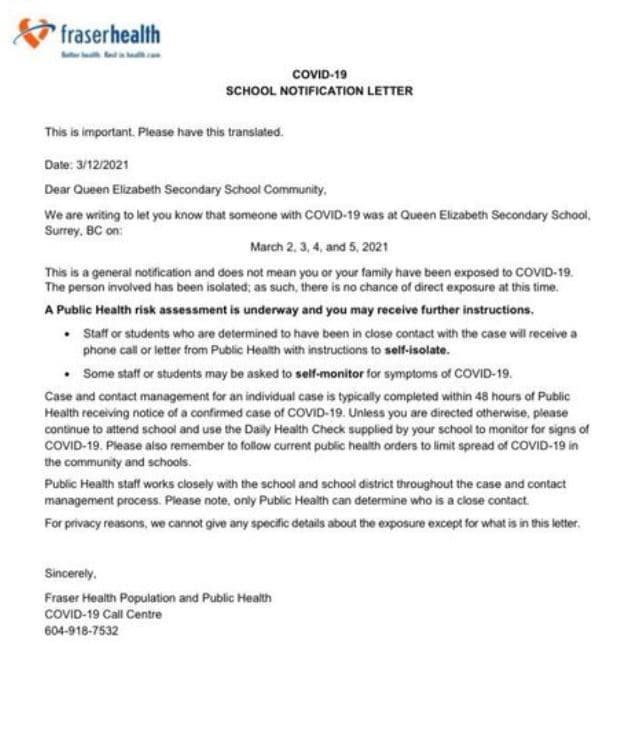 fraserhealth
Better health. Best in health care.
COVID-19
SCHOOL NOTIFICATION LETTER
This is important. Please have this translated.
Date: 3/12/2021
Dear Queen Elizabeth Secondary School Community,
We are writing to let you know that someone with COVID-19 was at Queen Elizabeth Secondary School,
Surrey, BC on:
March 2, 3, 4, and 5, 2021
This is a general notification and does not mean you or your family have been exposed to COVID-19.
The person involved has been isolated; as such, there is no chance of direct exposure at this time.
A Public Health risk assessment is underway and you may receive further instructions.
• Staff or students who are determined to have been in close contact with the case will receive a
phone call or letter from Public Health with instructions to self-isolate.
• Some staff or students may be asked to self-monitor for symptoms of COVID-19.
Case and contact management for an individual case is typically completed within 48 hours of Public
Health receiving notice of a confirmed case of COVID-19. Unless you are directed otherwise, please
continue to attend school and use the Daily Health Check supplied by your school to monitor for signs of
COVID-19. Please also remember to follow current public health orders to limit spread of COVID-19 in
the community and schools.
Public Health staff works closely with the school and school district throughout the case and contact
management process. Please note, only Public Health can determine who is a close contact.
For privacy reasons, we cannot give any specific details about the exposure except for what is in this letter.
Sincerely,
Fraser Health Population and Public Health
COVID-19 Call Centre
604-918-7532